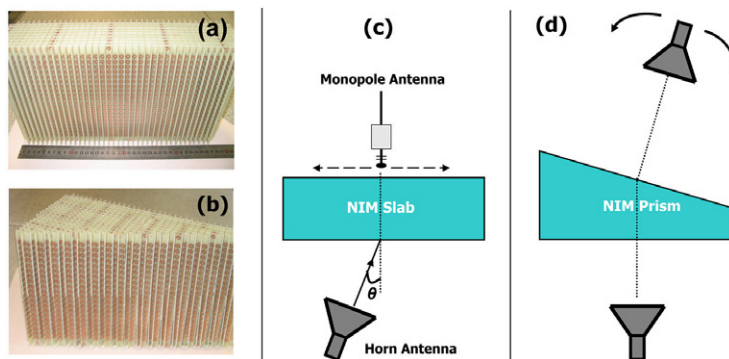 (a)
(b)
(c)
Monopole Antenna
NIM Slab
θ
Horn Antenna
(d)
NIM Prism